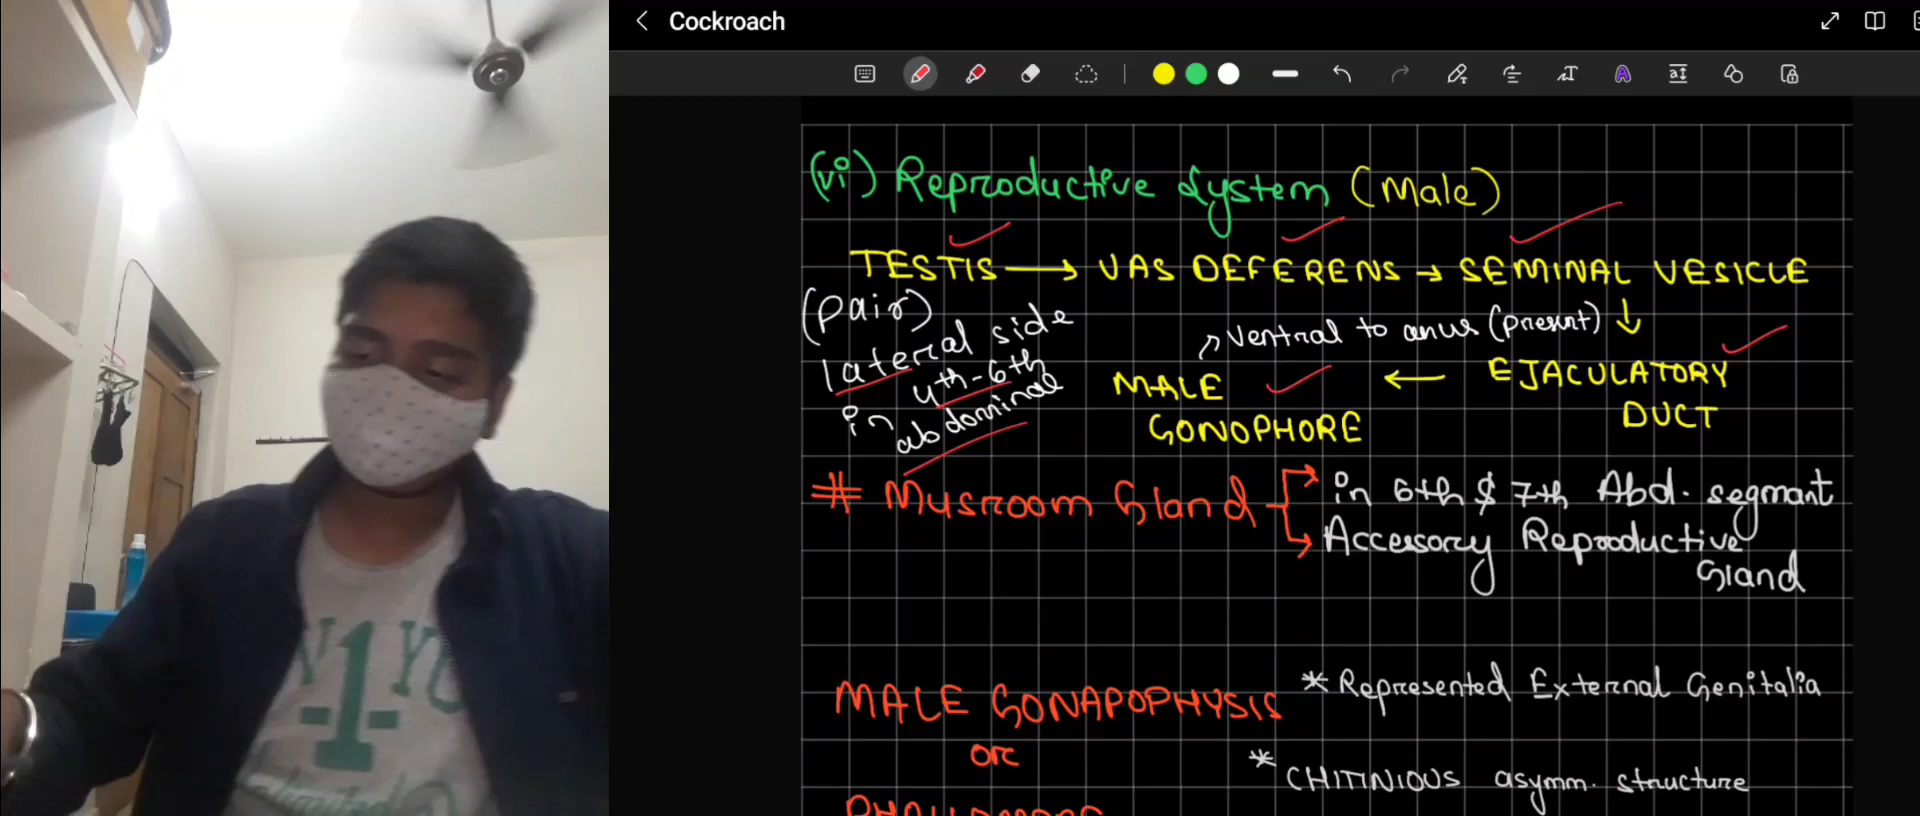 Cockroach
(vi) Reproductive System (Male)
TESTIS → VAS DEFERENS → SEMINAL VESICLE
(Pair)
lateral side
4th-6th
in abdominal
↗ Ventral to anus (present) ↓
MALE GONOPHORE ← EJACULATORY DUCT
# Musroom Gland
in 6th & 7th Abd. segmant
Accessory Reproductive Gland
MALE GONAPOPHYSIS
or
* Represented External Genitalia
* CHITINIOUS asymm. structure
1